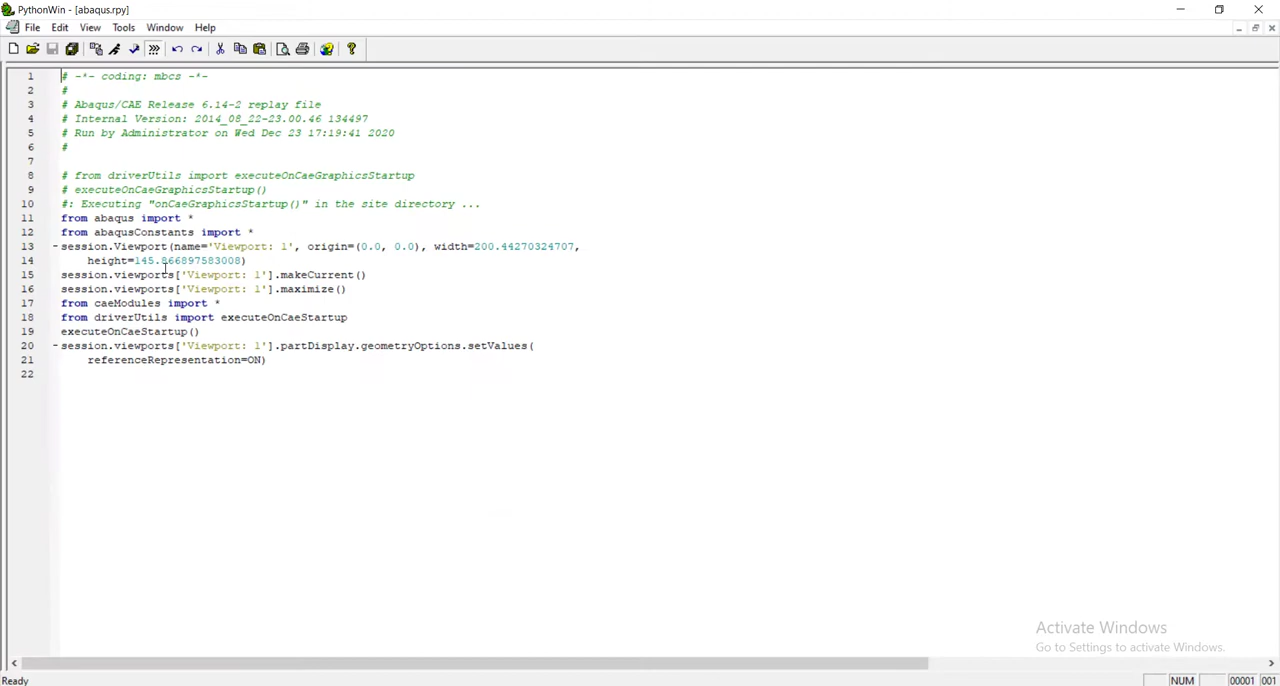 PythonWin - [abaqus.rpy]
File Edit View Tools Window Help
1 # -*- coding: mbcs -*-
2 #
3 # Abaqus/CAE Release 6.14-2 replay file
4 # Internal Version: 2014_08_22-23.00.46 134497
5 # Run by Administrator on Wed Dec 23 17:19:41 2020
6 #
7
8 # from driverUtils import executeOnCaeGraphicsStartup
9 # executeOnCaeGraphicsStartup()
10 #: Executing "onCaeGraphicsStartup()" in the site directory ...
11 from abaqus import *
12 from abaqusConstants import *
13 session.Viewport(name='Viewport: 1', origin=(0.0, 0.0), width=200.44270324707,
14 height=145.866897583008)
15 session.viewports['Viewport: 1'].makeCurrent()
16 session.viewports['Viewport: 1'].maximize()
17 from caeModules import *
18 from driverUtils import executeOnCaeStartup
19 executeOnCaeStartup()
20 session.viewports['Viewport: 1'].partDisplay.geometryOptions.setValues(
21 referenceRepresentation=ON)
22
Activate Windows
Go to Settings to activate Windows.
Ready NUM 00001 001